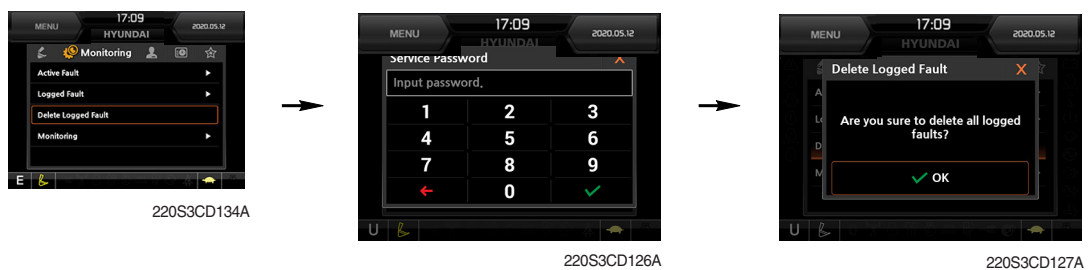 17:09
MENU
HYUNDAI
2020.05.12
Monitoring
Active Fault
Logged Fault
Delete Logged Fault
Monitoring
E
220S3CD134A
17:09
MENU
HYUNDAI
2020.05.12
Service Password X
Input password.
1 2 3
4 5 6
7 8 9
0
U
220S3CD126A
17:09
MENU
HYUNDAI
2020.05.12
Delete Logged Fault X
A
L
Are you sure to delete all logged
faults?
D
M
OK
U
220S3CD127A